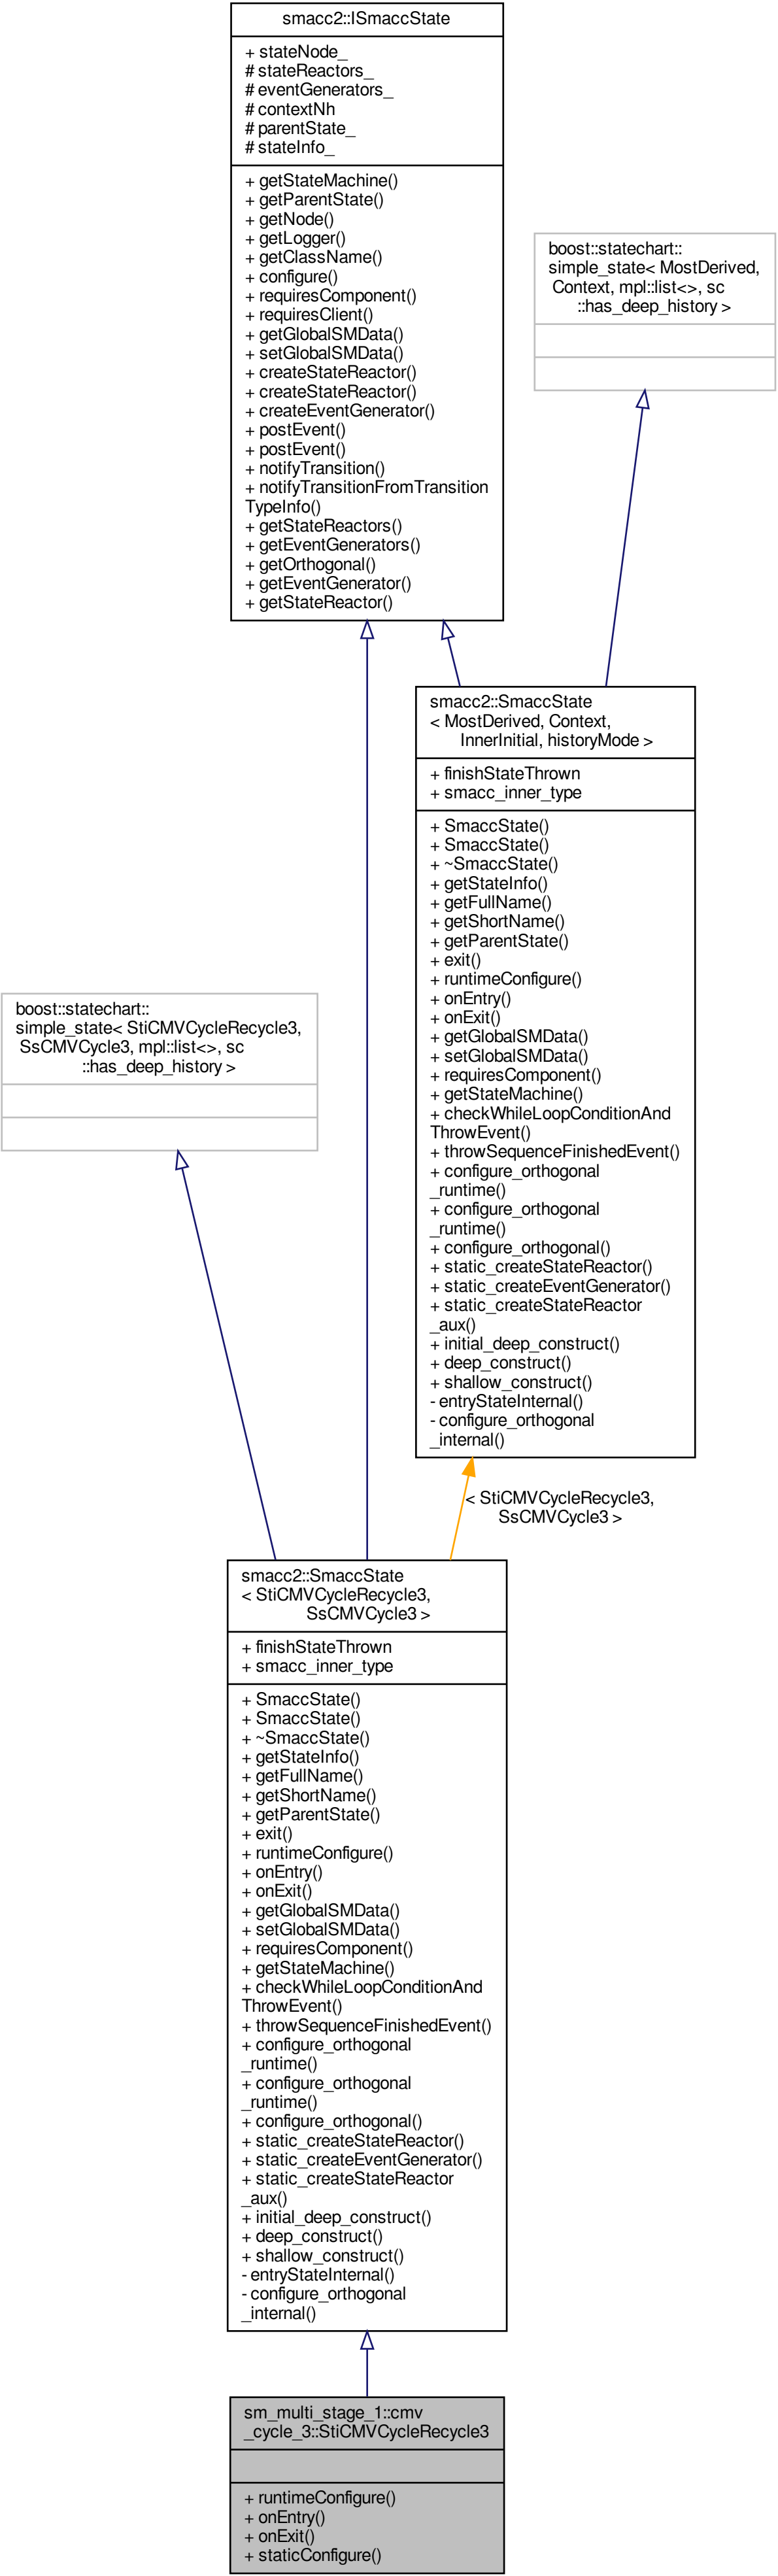 smacc2::ISmaccState
+ stateNode_
# stateReactors_
# eventGenerators_
# contextNh
# parentState_
# stateInfo_
+ getStateMachine()
+ getParentState()
+ getNode()
+ getLogger()
+ getClassName()
+ configure()
+ requiresComponent()
+ requiresClient()
+ getGlobalSMData()
+ setGlobalSMData()
+ createStateReactor()
+ createStateReactor()
+ createEventGenerator()
+ postEvent()
+ postEvent()
+ notifyTransition()
+ notifyTransitionFromTransition
TypeInfo()
+ getStateReactors()
+ getEventGenerators()
+ getOrthogonal()
+ getEventGenerator()
+ getStateReactor()
boost::statechart::
simple_state< MostDerived,
Context, mpl::list<>, sc
::has_deep_history >
smacc2::SmaccState
< MostDerived, Context,
InnerInitial, historyMode >
+ finishStateThrown
+ smacc_inner_type
+ SmaccState()
+ SmaccState()
+ ~SmaccState()
+ getStateInfo()
+ getFullName()
+ getShortName()
+ getParentState()
+ exit()
+ runtimeConfigure()
+ onEntry()
+ onExit()
+ getGlobalSMData()
+ setGlobalSMData()
+ requiresComponent()
+ getStateMachine()
+ checkWhileLoopConditionAnd
ThrowEvent()
+ throwSequenceFinishedEvent()
+ configure_orthogonal
_runtime()
+ configure_orthogonal
_runtime()
+ configure_orthogonal()
+ static_createStateReactor()
+ static_createEventGenerator()
+ static_createStateReactor
_aux()
+ initial_deep_construct()
+ deep_construct()
+ shallow_construct()
- entryStateInternal()
- configure_orthogonal
_internal()
boost::statechart::
simple_state< StiCMVCycleRecycle3,
SsCMVCycle3, mpl::list<>, sc
::has_deep_history >
< StiCMVCycleRecycle3,
SsCMVCycle3 >
smacc2::SmaccState
< StiCMVCycleRecycle3,
SsCMVCycle3 >
+ finishStateThrown
+ smacc_inner_type
+ SmaccState()
+ SmaccState()
+ ~SmaccState()
+ getStateInfo()
+ getFullName()
+ getShortName()
+ getParentState()
+ exit()
+ runtimeConfigure()
+ onEntry()
+ onExit()
+ getGlobalSMData()
+ setGlobalSMData()
+ requiresComponent()
+ getStateMachine()
+ checkWhileLoopConditionAnd
ThrowEvent()
+ throwSequenceFinishedEvent()
+ configure_orthogonal
_runtime()
+ configure_orthogonal
_runtime()
+ configure_orthogonal()
+ static_createStateReactor()
+ static_createEventGenerator()
+ static_createStateReactor
_aux()
+ initial_deep_construct()
+ deep_construct()
+ shallow_construct()
- entryStateInternal()
- configure_orthogonal
_internal()
sm_multi_stage_1::cmv
_cycle_3::StiCMVCycleRecycle3
+ runtimeConfigure()
+ onEntry()
+ onExit()
+ staticConfigure()